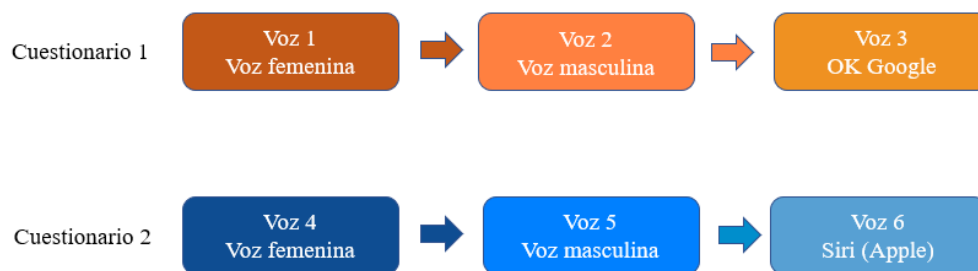 Cuestionario 1
Voz 1
Voz femenina
Voz 2
Voz masculina
Voz 3
OK Google
Cuestionario 2
Voz 4
Voz femenina
Voz 5
Voz masculina
Voz 6
Siri (Apple)